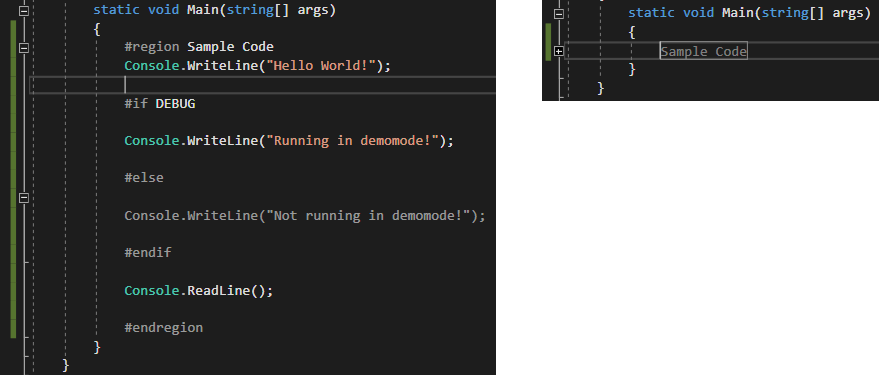 static void Main(string[] args)
{
#region Sample Code
Console.WriteLine("Hello World!");
#if DEBUG
Console.WriteLine("Running in demomode!");
#else
Console.WriteLine("Not running in demomode!");
#endif
Console.ReadLine();
#endregion
}
}
static void Main(string[] args)
{
Sample Code
}
}